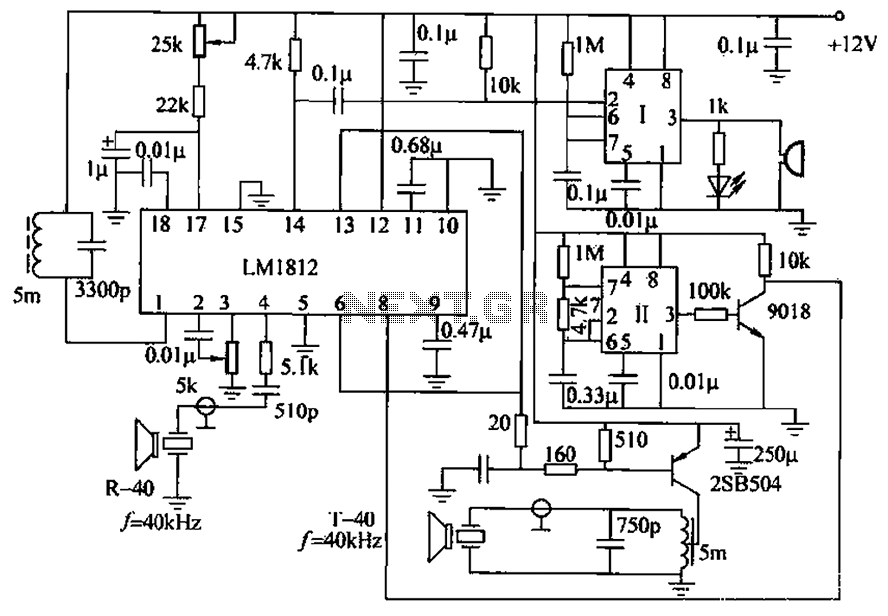 25k
4.7k
0.1μ
0.1μ
10k
1M
4 8
0.1μ
+12V
22k
2
6
7
I
3
1k
5 1
0.01μ
1μ
0.68μ
0.1μ
0.01μ
18 17 15 14 13 12 11 10
LM1812
1 2 3 4 5 6 8 9
NEXT.GR
5m
3300p
1M
4 8
10k
7
2
6
7
4.7k
II
3
100k
9018
5 1
0.01μ
5k
5.1k
0.47μ
0.33μ
0.01μ
510p
20
510
160
250μ
2SB504
R-40
f=40kHz
T-40
f=40kHz
750p
5m